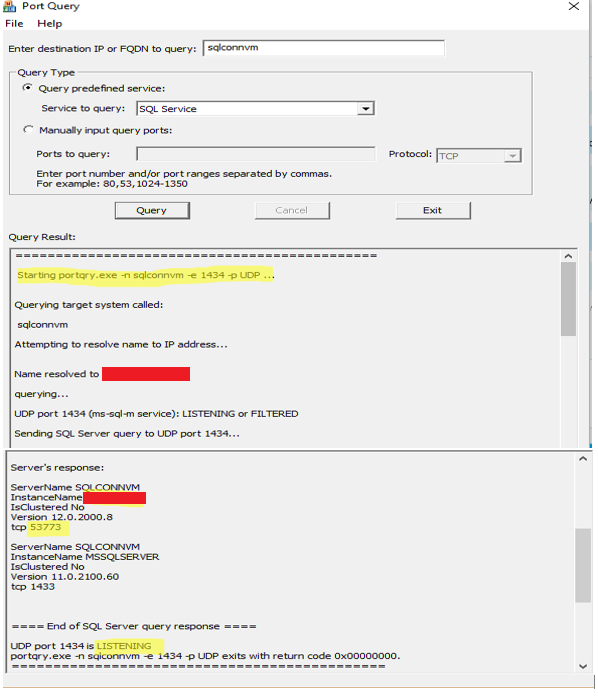 Port Query
File Help
Enter destination IP or FQDN to query: sqlconnvm
Query Type
Query predefined service:
Service to query: SQL Service
Manually input query ports:
Ports to query: Protocol: TCP
Enter port number and/or port ranges separated by commas.
For example: 80,53,1024-1350
Query Cancel Exit
Query Result:
=============================================
Starting portqry.exe -n sqlconnvm -e 1434 -p UDP ...
Querying target system called:
sqlconnvm
Attempting to resolve name to IP address...
Name resolved to
querying...
UDP port 1434 (ms-sql-m service): LISTENING or FILTERED
Sending SQL Server query to UDP port 1434...
Server's response:
ServerName SQLCONNVM
InstanceName
IsClustered No
Version 12.0.2000.8
tcp 53773
ServerName SQLCONNVM
InstanceName MSSQLSERVER
IsClustered No
Version 11.0.2100.60
tcp 1433
==== End of SQL Server query response ====
UDP port 1434 is LISTENING
portqry.exe -n sqlconnvm -e 1434 -p UDP exits with return code 0x00000000.
=============================================